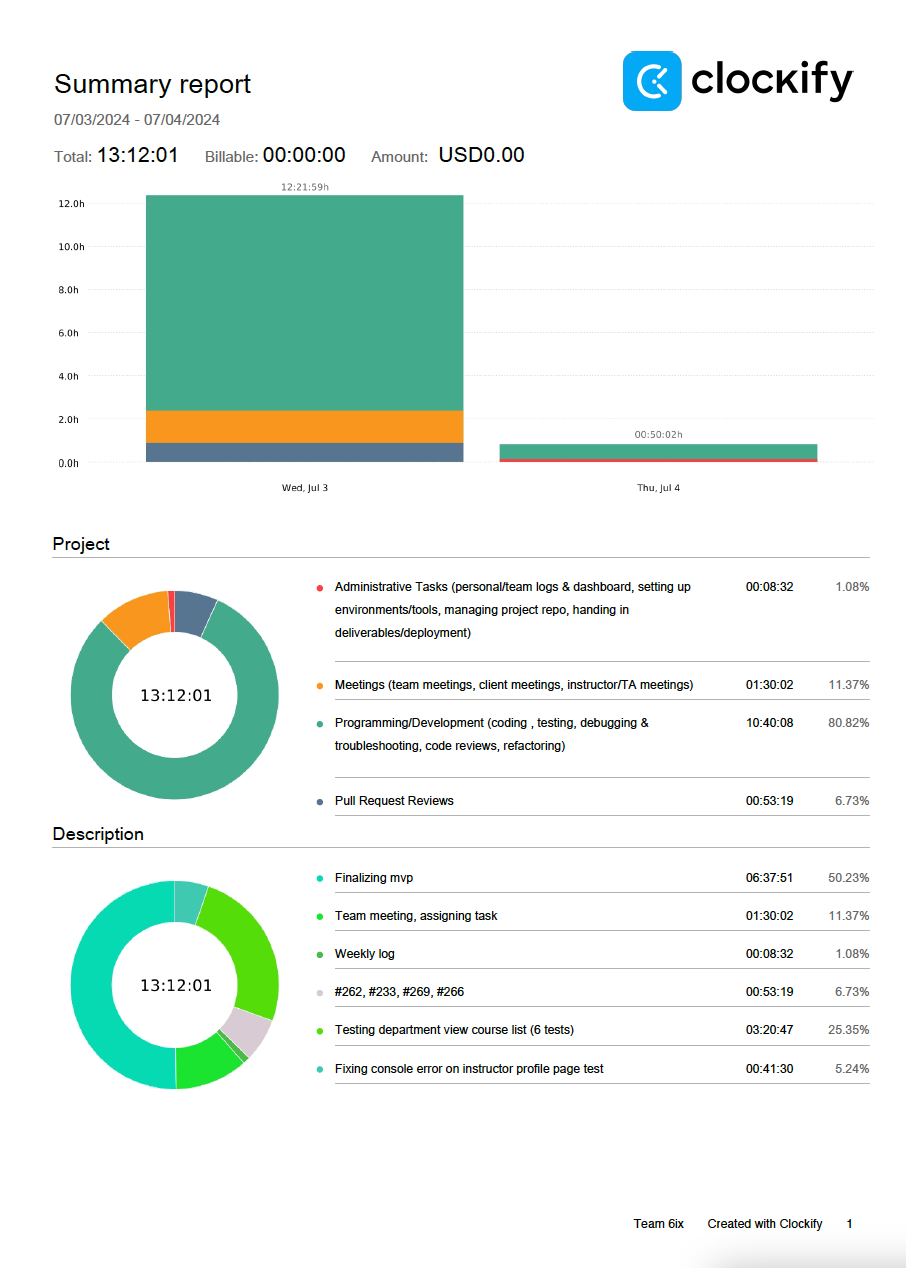 Summary report
clockify
07/03/2024 - 07/04/2024
Total: 13:12:01 Billable: 00:00:00 Amount: USD0.00
12:21:59h
12.0h
10.0h
8.0h
6.0h
4.0h
2.0h
00:50:02h
0.0h
Wed, Jul 3 Thu, Jul 4
Project
Administrative Tasks (personal/team logs & dashboard, setting up 00:08:32 1.08%
environments/tools, managing project repo, handing in
deliverables/deployment)
13:12:01
Meetings (team meetings, client meetings, instructor/TA meetings) 01:30:02 11.37%
Programming/Development (coding , testing, debugging & 10:40:08 80.82%
troubleshooting, code reviews, refactoring)
Pull Request Reviews 00:53:19 6.73%
Description
Finalizing mvp 06:37:51 50.23%
Team meeting, assigning task 01:30:02 11.37%
Weekly log 00:08:32 1.08%
13:12:01
#262, #233, #269, #266 00:53:19 6.73%
Testing department view course list (6 tests) 03:20:47 25.35%
Fixing console error on instructor profile page test 00:41:30 5.24%
Team 6ix Created with Clockify 1